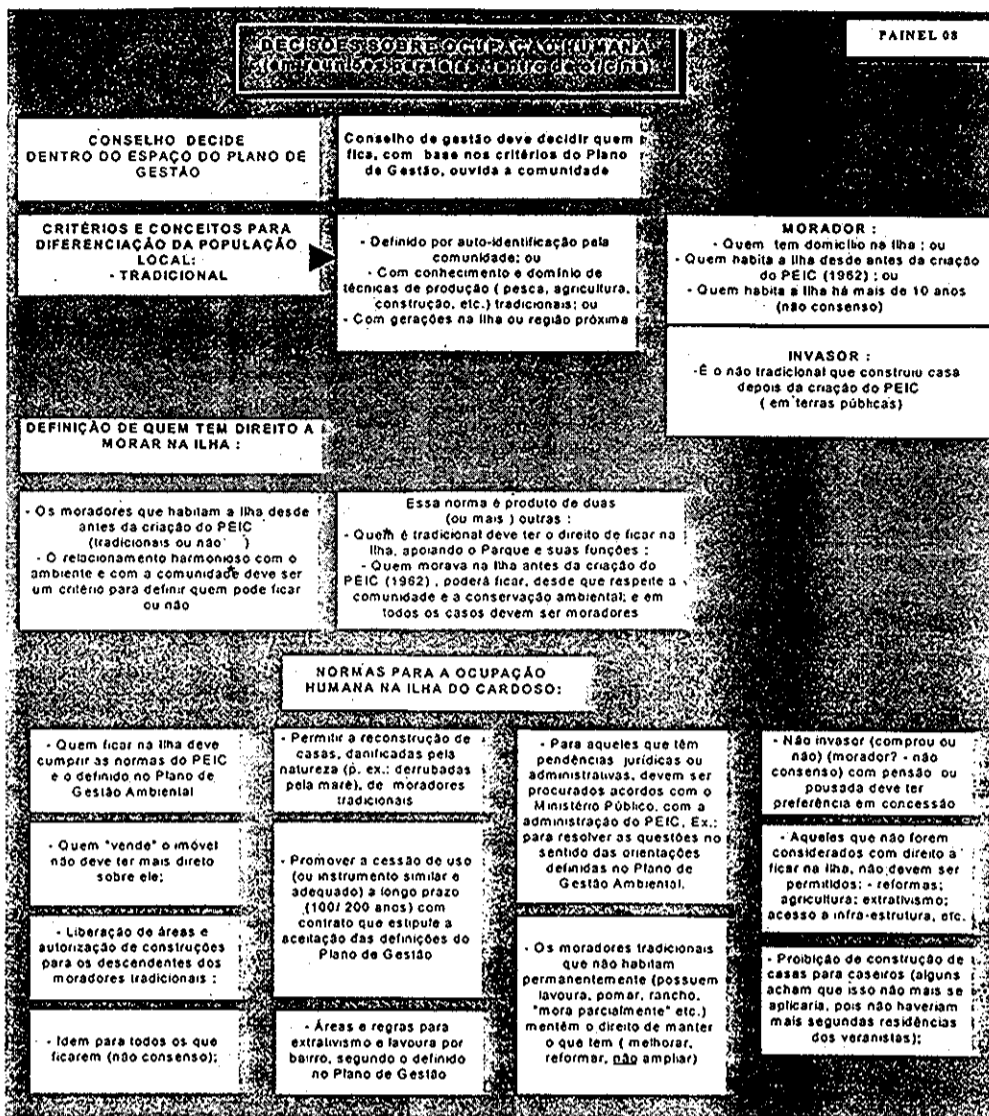 PAINEL 08
DECISÕES SOBRE OCUPAÇÃO HUMANA
(em reuniões paralelas dentro da oficina)
CONSELHO DECIDE
DENTRO DO ESPAÇO DO PLANO DE
GESTÃO
Conselho de gestão deve decidir quem
fica, com base nos critérios do Plano
de Gestão, ouvida a comunidade
CRITÉRIOS E CONCEITOS PARA
DIFERENCIAÇÃO DA POPULAÇÃO
LOCAL:
- TRADICIONAL
- Definido por auto-identificação pela
comunidade; ou
- Com conhecimento e domínio de
técnicas de produção ( pesca, agricultura,
construção, etc.) tradicionais; ou
- Com gerações na Ilha ou região próxima
MORADOR :
- Quem tem domicílio na Ilha ; ou
- Quem habita a Ilha desde antes da criação
do PEIC (1962) ; ou
- Quem habita a Ilha há mais de 10 anos
(não consenso)
INVASOR :
-É o não tradicional que construiu casa
depois da criação do PEIC
( em terras públicas)
DEFINIÇÃO DE QUEM TEM DIREITO A
MORAR NA ILHA :
- Os moradores que habitam a Ilha desde
antes da criação do PEIC
(tradicionais ou não )
- O relacionamento harmonioso com o
ambiente e com a comunidade deve ser
um critério para definir quem pode ficar
ou não
Essa norma é produto de duas
(ou mais ) outras :
- Quem é tradicional deve ter o direito de ficar na
Ilha, apoiando o Parque e suas funções ;
- Quem morava na Ilha antes da criação do
PEIC (1962) , poderá ficar, desde que respeite a
comunidade e a conservação ambiental; e em
todos os casos devem ser moradores
NORMAS PARA A OCUPAÇÃO
HUMANA NA ILHA DO CARDOSO:
- Quem ficar na Ilha deve
cumprir as normas do PEIC
e o definido no Plano de
Gestão Ambiental
- Quem "vende" o imóvel
não deve ter mais direto
sobre ele;
- Liberação de áreas e
autorização de construções
para os descendentes dos
moradores tradicionais ;
- Idem para todos os que
ficarem (não consenso);
- Permitir a reconstrução de
casas, danificadas pela
natureza (p. ex.: derrubadas
pela maré), de moradores
tradicionais
- Promover a cessão de uso
(ou instrumento similar e
adequado) a longo prazo
(100/ 200 anos) com
contrato que estipule a
aceitação das definições do
Plano de Gestão
- Áreas e regras para
extrativismo e lavoura por
bairro, segundo o definido
no Plano de Gestão
- Para aqueles que têm
pendências jurídicas ou
administrativas, devem ser
procurados acordos com o
Ministério Público, com a
administração do PEIC, Ex.:
para resolver as questões no
sentido das orientações
definidas no Plano de
Gestão Ambiental.
- Os moradores tradicionais
que não habitam
permanentemente (possuem
lavoura, pomar, rancho,
"mora parcialmente" etc.)
mentêm o direito de manter
o que tem ( melhorar,
reformar, não ampliar)
- Não invasor (comprou ou
não) (morador? - não
consenso) com pensão ou
pousada deve ter
preferência em concessão
- Aqueles que não forem
considerados com direito a
ficar na Ilha, não devem ser
permitidos: - reformas;
agricultura; extrativismo;
acesso a infra-estrutura, etc.
- Proibição de construção de
casas para caseiros (alguns
acham que isso não mais se
aplicaria, pois não haveriam
mais segundas residências
dos veranistas);